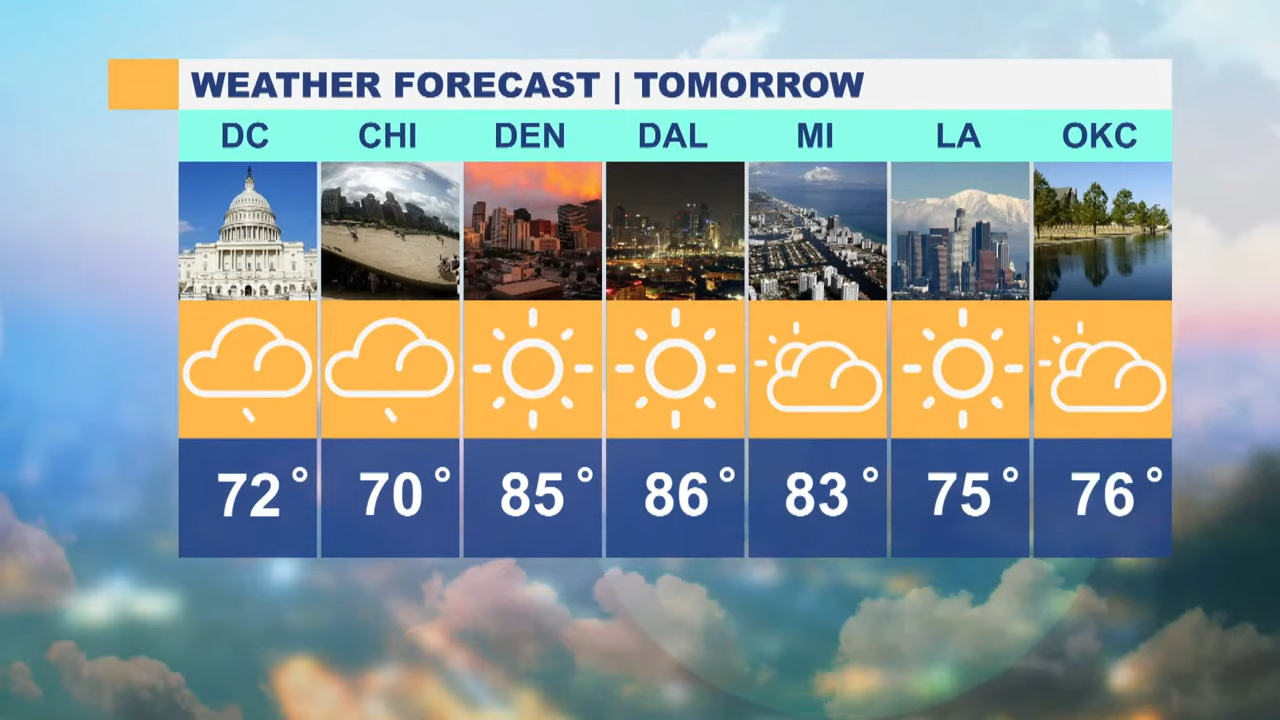 WEATHER FORECAST | TOMORROW
DC CHI DEN DAL MI LA OKC
72° 70° 85° 86° 83° 75° 76°